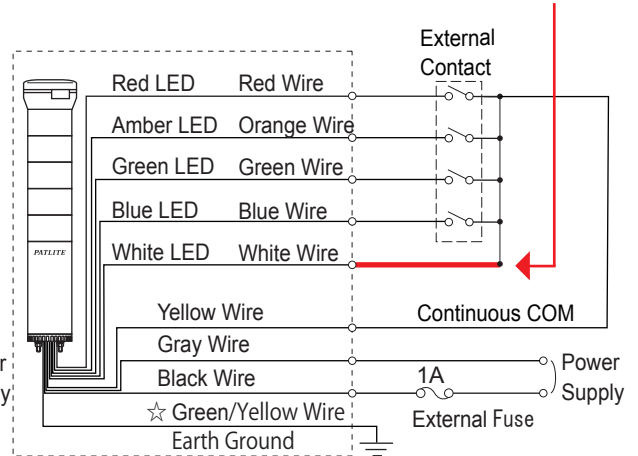 External
Contact
Red LED Red Wire
Amber LED Orange Wire
Green LED Green Wire
Blue LED Blue Wire
PATLITE
White LED White Wire
Yellow Wire
Continuous COM
Gray Wire
r
Power
Black Wire
1A
y
Supply
☆ Green/Yellow Wire
External Fuse
Earth Ground